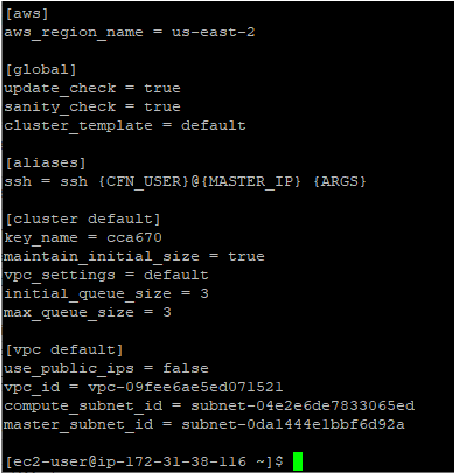 [aws]
aws_region_name = us-east-2
[global]
update_check = true
sanity_check = true
cluster_template = default
[aliases]
ssh = ssh {CFN_USER}@{MASTER_IP} {ARGS}
[cluster default]
key_name = cca670
maintain_initial_size = true
vpc_settings = default
initial_queue_size = 3
max_queue_size = 3
[vpc default]
use_public_ips = false
vpc_id = vpc-09fee6ae5ed071521
compute_subnet_id = subnet-04e2e6de7833065ed
master_subnet_id = subnet-0da1444e1bbf6d92a
[ec2-user@ip-172-31-38-116 ~]$